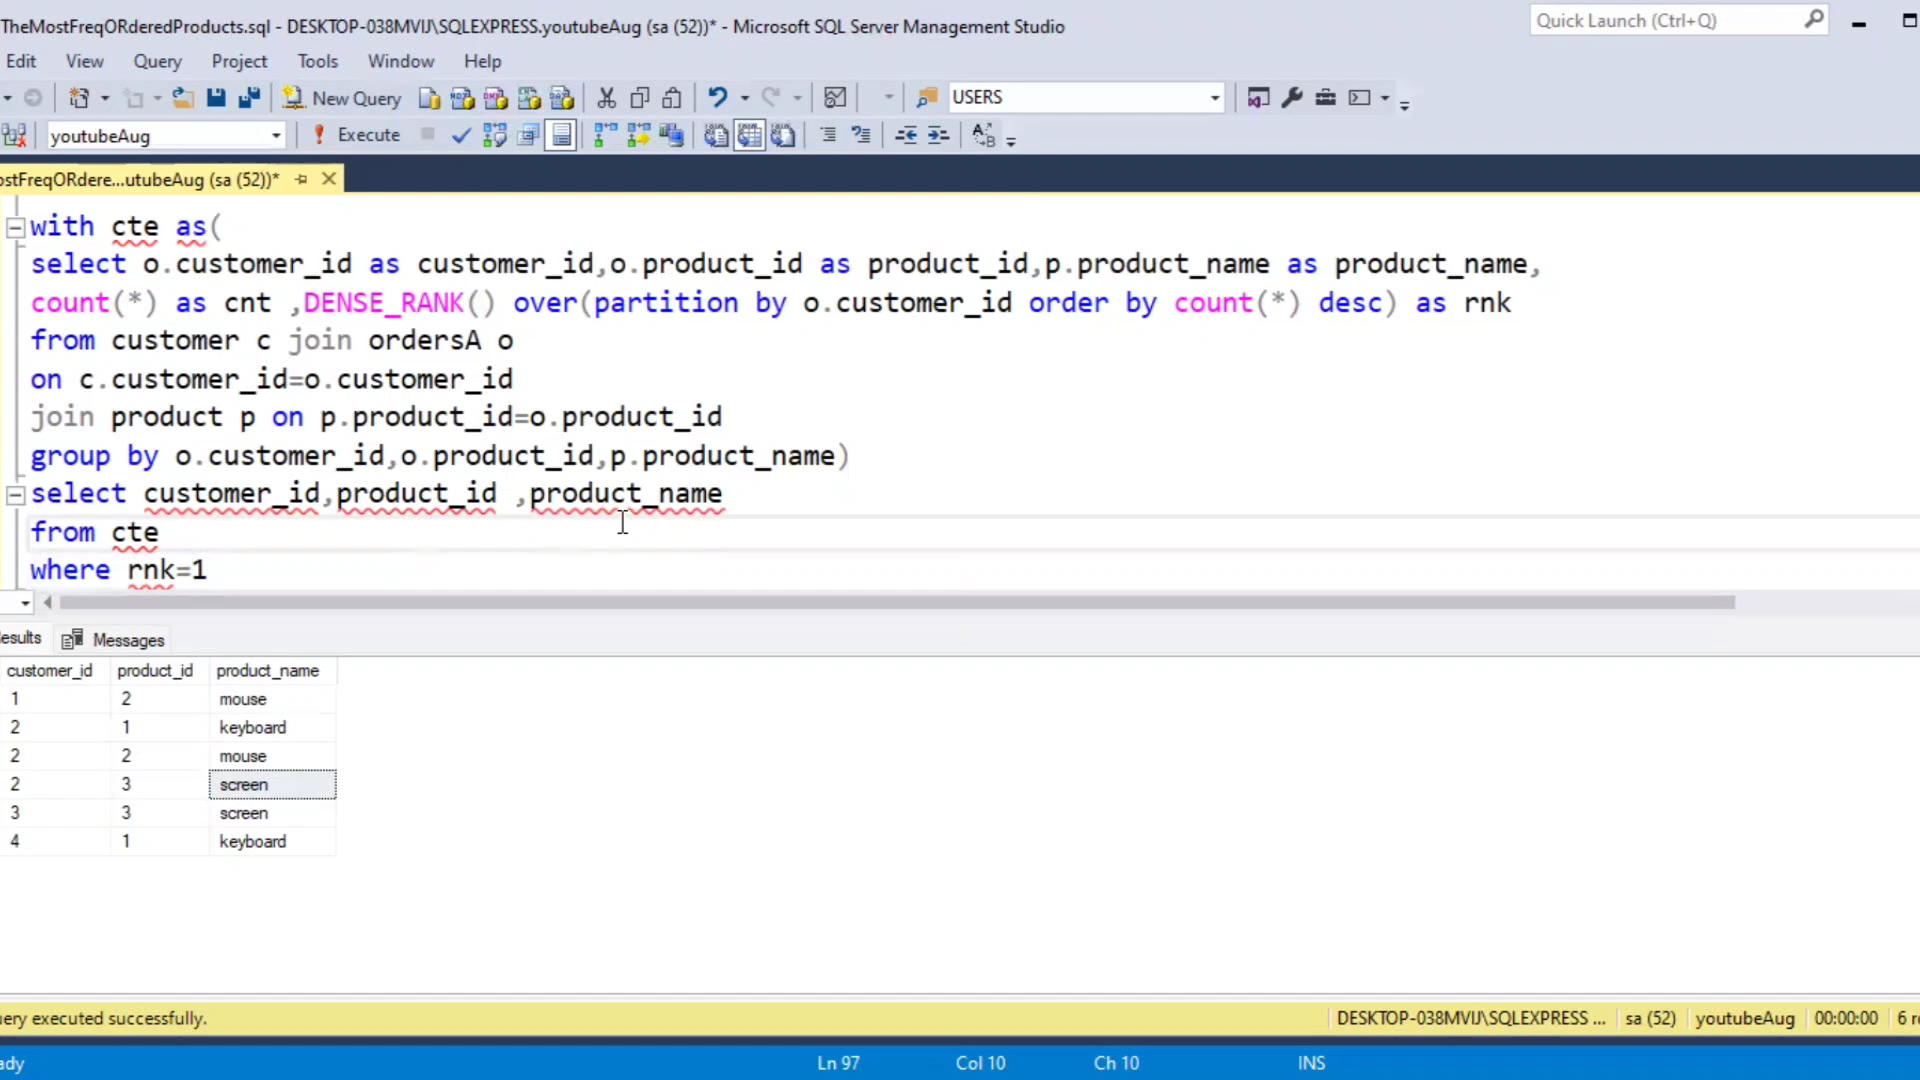 TheMostFreqORderedProducts.sql - DESKTOP-038MVIJ\SQLEXPRESS.youtubeAug (sa (52))* - Microsoft SQL Server Management Studio
Quick Launch (Ctrl+Q)
Edit View Query Project Tools Window Help
New Query USERS
youtubeAug Execute
ostFreqORdere...utubeAug (sa (52))*
with cte as(
select o.customer_id as customer_id,o.product_id as product_id,p.product_name as product_name,
count(*) as cnt ,DENSE_RANK() over(partition by o.customer_id order by count(*) desc) as rnk
from customer c join ordersA o
on c.customer_id=o.customer_id
join product p on p.product_id=o.product_id
group by o.customer_id,o.product_id,p.product_name)
select customer_id,product_id ,product_name
from cte
where rnk=1
esults Messages
customer_id product_id product_name
1 2 mouse
2 1 keyboard
2 2 mouse
2 3 screen
3 3 screen
4 1 keyboard
uery executed successfully. DESKTOP-038MVIJ\SQLEXPRESS ... sa (52) youtubeAug 00:00:00 6 ro
ady Ln 97 Col 10 Ch 10 INS